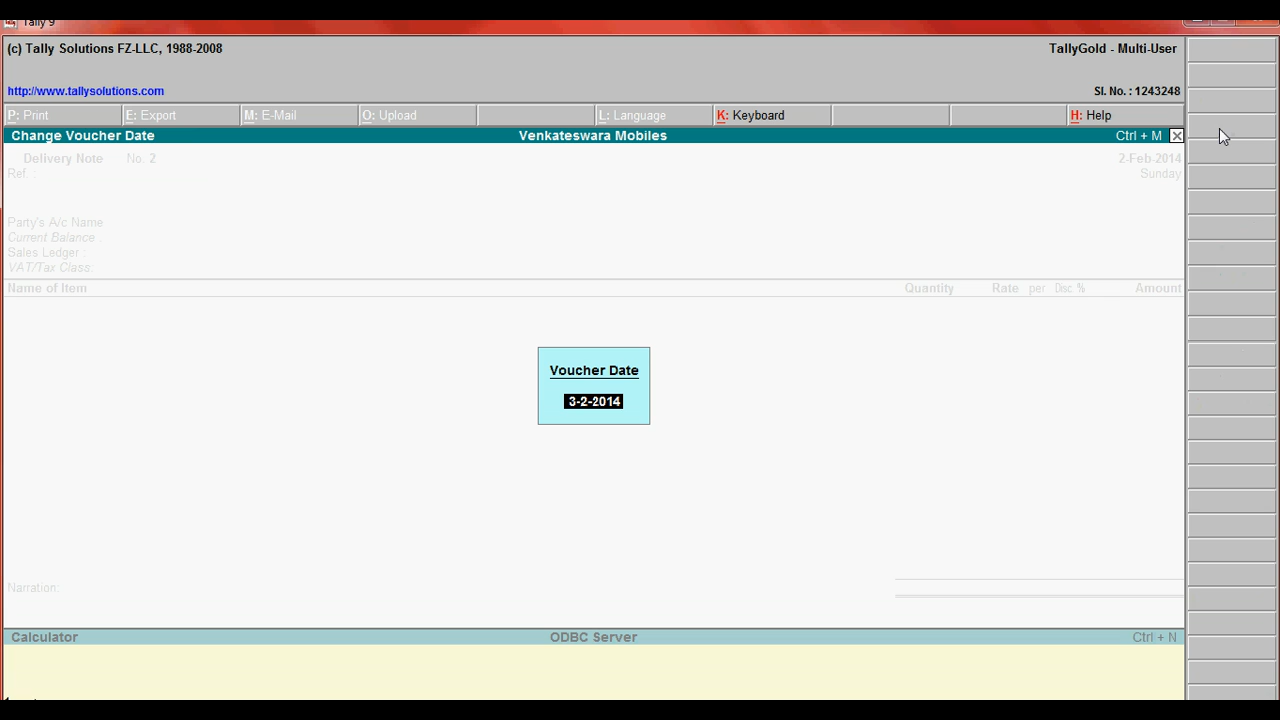 Tally 9
(c) Tally Solutions FZ-LLC, 1988-2008 TallyGold - Multi-User
http://www.tallysolutions.com Sl. No. : 1243248
P: Print E: Export M: E-Mail O: Upload L: Language K: Keyboard H: Help
Change Voucher Date Venkateswara Mobiles Ctrl + M
Delivery Note No. 2 2-Feb-2014
Ref. : Sunday
Party's A/c Name
Current Balance :
Sales Ledger :
VAT/Tax Class:
Name of Item Quantity Rate per Disc. % Amount
Voucher Date
3-2-2014
Narration:
Calculator ODBC Server Ctrl + N